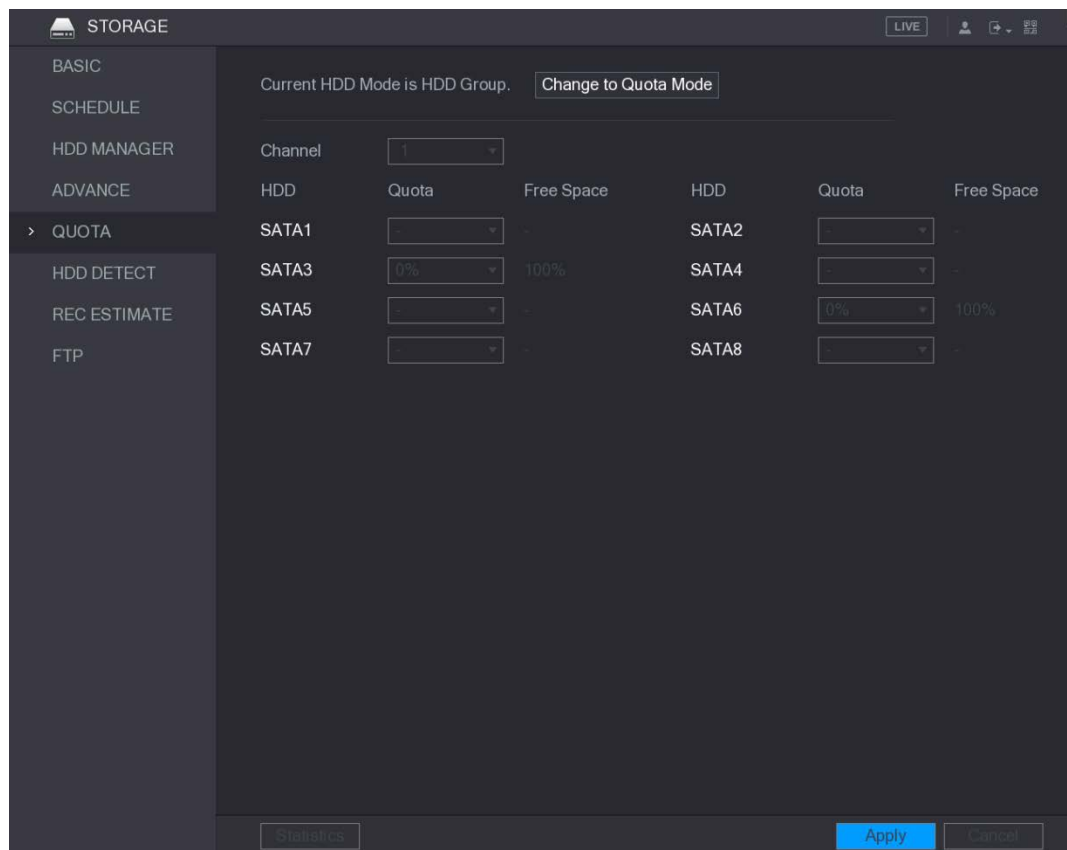 STORAGE LIVE
BASIC
SCHEDULE
HDD MANAGER
ADVANCE
> QUOTA
HDD DETECT
REC ESTIMATE
FTP
Current HDD Mode is HDD Group. Change to Quota Mode
Channel 1
HDD Quota Free Space HDD Quota Free Space
SATA1 - - SATA2 - -
SATA3 0% 100% SATA4 - -
SATA5 - - SATA6 0% 100%
SATA7 - - SATA8 - -
Statistics Apply Cancel